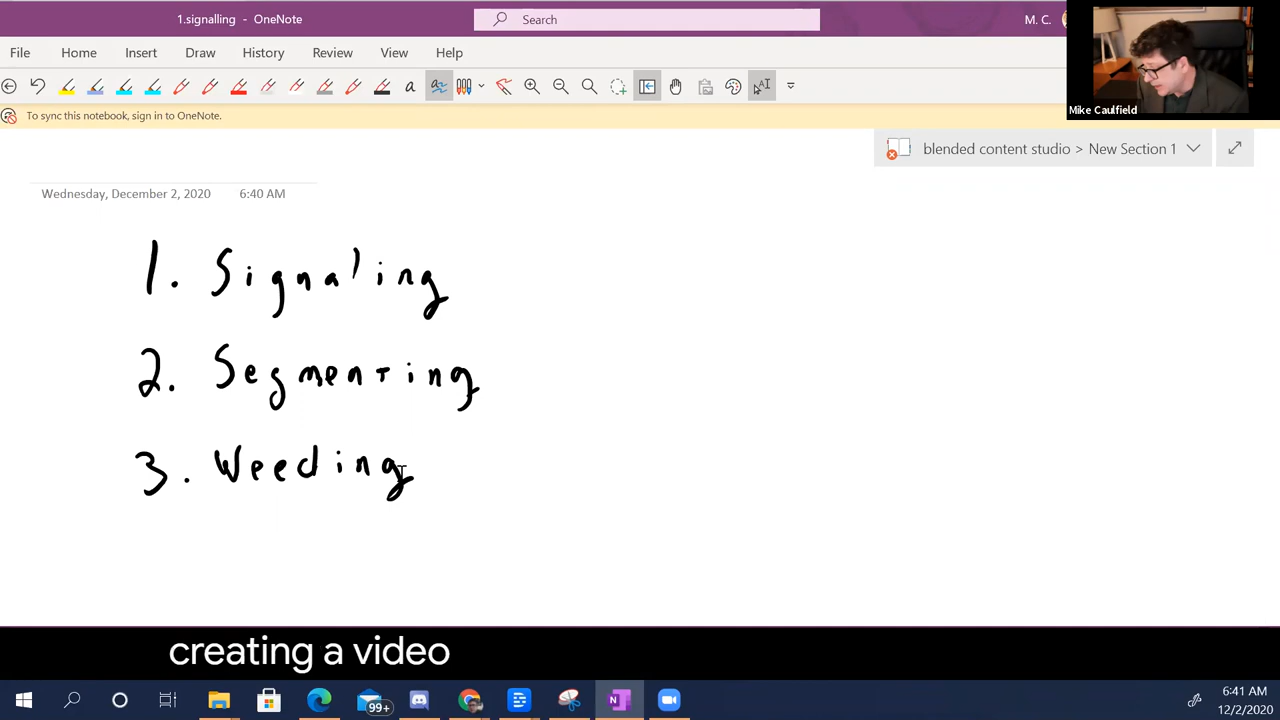 1.signalling - OneNote
Search
M. C.
Mike Caulfield
File Home Insert Draw History Review View Help
To sync this notebook, sign in to OneNote.
blended content studio > New Section 1
Wednesday, December 2, 2020 6:40 AM
1. Signaling
2. Segmenting
3. Weeding
creating a video
99+
6:41 AM
12/2/2020